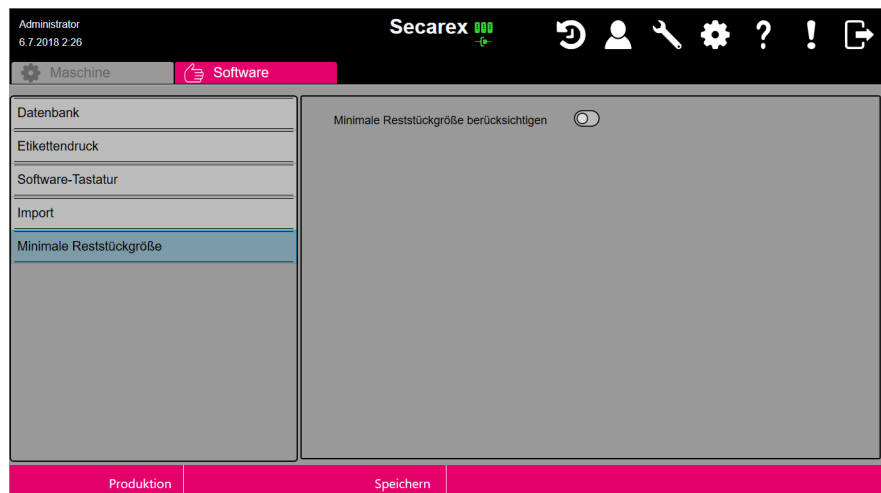 Administrator
6.7.2018 2:26
Secarex
? !
Maschine
Software
Datenbank
Etikettendruck
Software-Tastatur
Import
Minimale Reststückgröße
Minimale Reststückgröße berücksichtigen
Produktion
Speichern